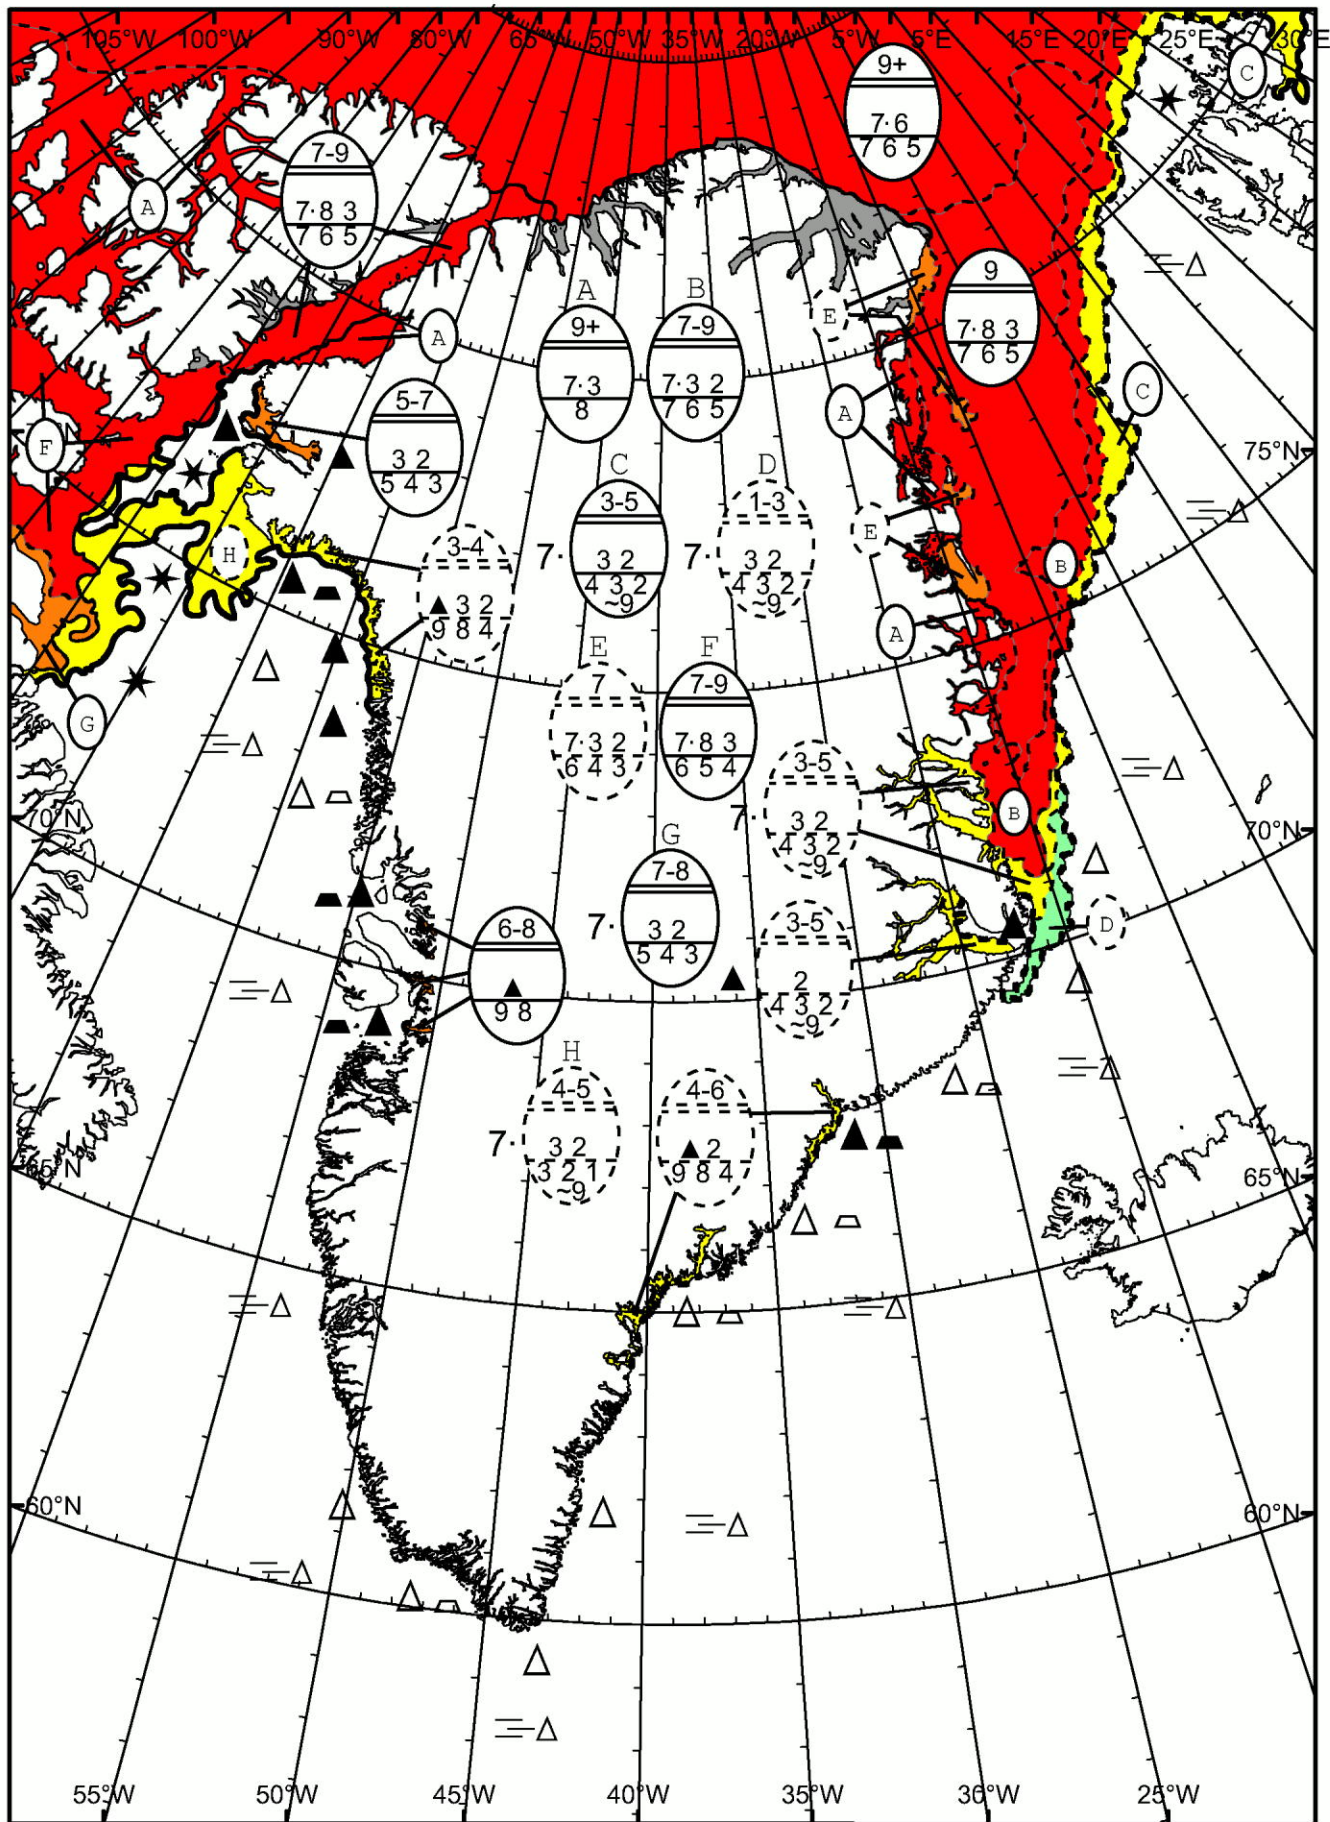 105°W 100°W 90°W 80°W 65°W 50°W 35°W 20°W 5°W 5°E 15°E 20°E 25°E 30°E
9+
7·6
7 6 5
C
7-9
7·8 3
7 6 5
A
9
7·8 3
7 6 5
E
A
A
9+
7·3
8
B
7-9
7·3 2
7 6 5
A
C
5-7
3 2
5 4 3
F
75°N
C
3-5
7·
3 2
4 3 2
~9
D
1-3
7·
3 2
4 3 2
~9
E
H
3-4
3 2
9 8 4
B
A
E
7
7·3 2
6 4 3
F
7-9
7·8 3
6 5 4
G
3-5
7·
3 2
4 3 2
~9
B
70°N
70°N
G
7-8
7·
3 2
5 4 3
6-8
9 8
3-5
2
4 3 2
~9
D
H
4-5
7·
3 2
3 2 1
~9
4-6
2
9 8 4
65°N
65°N
60°N
60°N
55°W 50°W 45°W 40°W 35°W 30°W 25°W